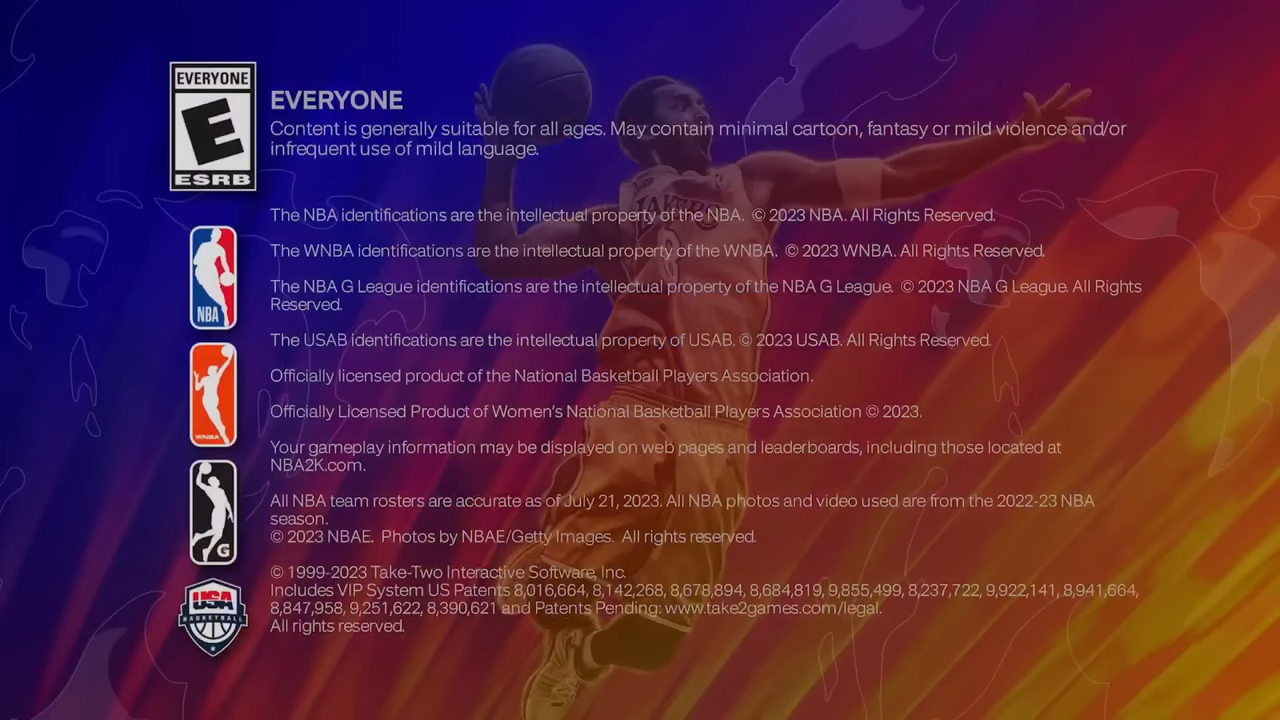 EVERYONE
E
ESRB
EVERYONE
Content is generally suitable for all ages. May contain minimal cartoon, fantasy or mild violence and/or
infrequent use of mild language.
The NBA identifications are the intellectual property of the NBA. © 2023 NBA. All Rights Reserved.
NBA
The WNBA identifications are the intellectual property of the WNBA. © 2023 WNBA. All Rights Reserved.
The NBA G League identifications are the intellectual property of the NBA G League. © 2023 NBA G League. All Rights
Reserved.
The USAB identifications are the intellectual property of USAB. © 2023 USAB. All Rights Reserved.
WNBA
Officially licensed product of the National Basketball Players Association.
Officially Licensed Product of Women's National Basketball Players Association © 2023.
Your gameplay information may be displayed on web pages and leaderboards, including those located at
NBA2K.com.
G
All NBA team rosters are accurate as of July 21, 2023. All NBA photos and video used are from the 2022-23 NBA
season.
© 2023 NBAE. Photos by NBAE/Getty Images. All rights reserved.
USA
BASKETBALL
© 1999-2023 Take-Two Interactive Software, Inc.
Includes VIP System US Patents 8,016,664, 8,142,268, 8,678,894, 8,684,819, 9,855,499, 8,237,722, 9,922,141, 8,941,664,
8,847,958, 9,251,622, 8,390,621 and Patents Pending: www.take2games.com/legal.
All rights reserved.
LAKERS